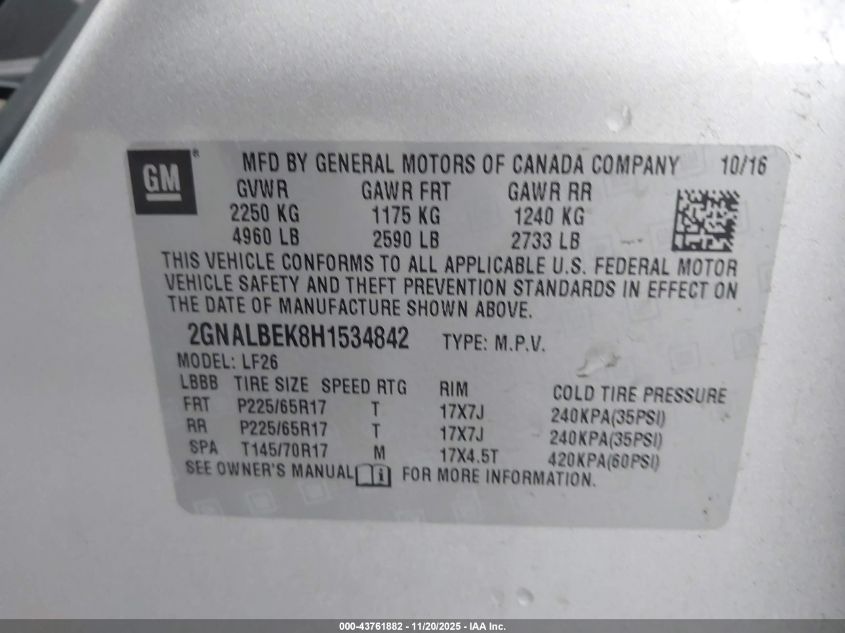 GM ® MFD BY GENERAL MOTORS OF CANADA COMPANY 10/16
GVWR GAWR FRT GAWR RR
2250 KG 1175 KG 1240 KG
4960 LB 2590 LB 2733 LB
THIS VEHICLE CONFORMS TO ALL APPLICABLE U.S. FEDERAL MOTOR
VEHICLE SAFETY AND THEFT PREVENTION STANDARDS IN EFFECT ON
THE DATE OF MANUFACTURE SHOWN ABOVE.
2GNALBEK8H1534842 TYPE: M.P.V.
MODEL: LF26
LBBB TIRE SIZE SPEED RTG RIM COLD TIRE PRESSURE
FRT P225/65R17 T 17X7J 240KPA(35PSI)
RR P225/65R17 T 17X7J 240KPA(35PSI)
SPA T145/70R17 M 17X4.5T 420KPA(60PSI)
SEE OWNER'S MANUAL i FOR MORE INFORMATION.
000-43761882 - 11/20/2025 - IAA Inc.